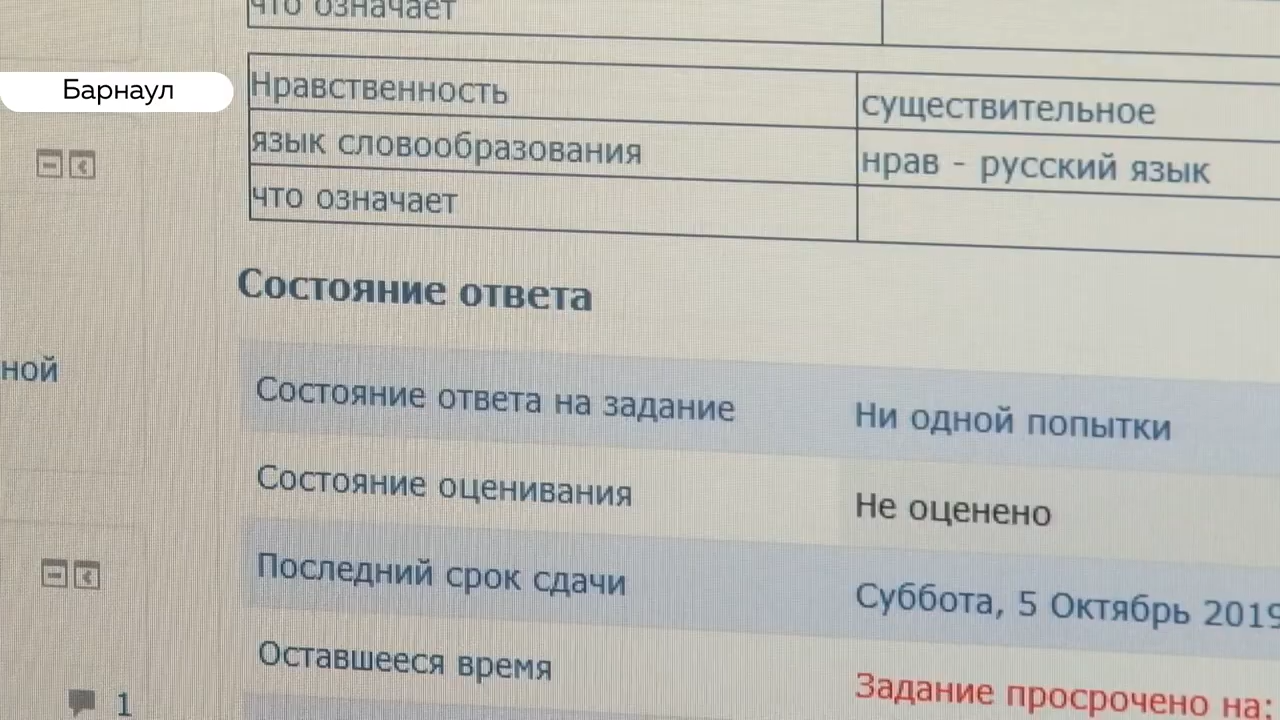 что означает
Барнаул
Нравственность существительное
язык словообразования нрав - русский язык
что означает
Состояние ответа
ной
Состояние ответа на задание Ни одной попытки
Состояние оценивания Не оценено
Последний срок сдачи Суббота, 5 Октябрь 2019
Оставшееся время Задание просрочено на:
1